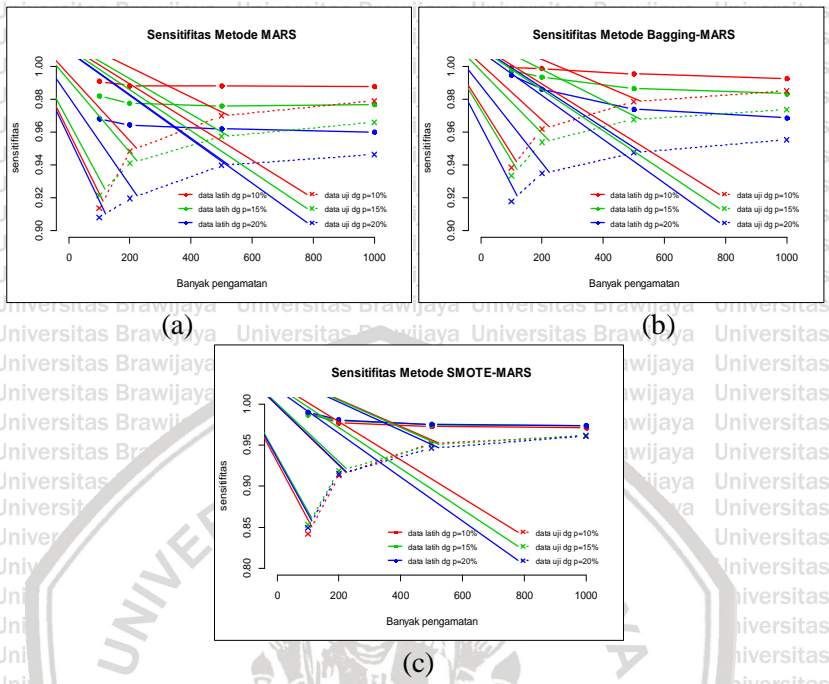 Sensitifitas Metode MARS
sensitifitas
1.00
0.98
0.96
0.94
0.92
0.90
data latih dg p=10%
data latih dg p=15%
data latih dg p=20%
data uji dg p=10%
data uji dg p=15%
data uji dg p=20%
0 200 400 600 800 1000
Banyak pengamatan
(a)
Sensitifitas Metode Bagging-MARS
sensitifitas
1.00
0.98
0.96
0.94
0.92
0.90
data latih dg p=10%
data latih dg p=15%
data latih dg p=20%
data uji dg p=10%
data uji dg p=15%
data uji dg p=20%
0 200 400 600 800 1000
Banyak pengamatan
(b)
Sensitifitas Metode SMOTE-MARS
sensitifitas
1.00
0.95
0.90
0.85
0.80
data latih dg p=10%
data latih dg p=15%
data latih dg p=20%
data uji dg p=10%
data uji dg p=15%
data uji dg p=20%
0 200 400 600 800 1000
Banyak pengamatan
(c)
Universitas Brawijaya Universitas Brawijaya Universitas Brawijaya